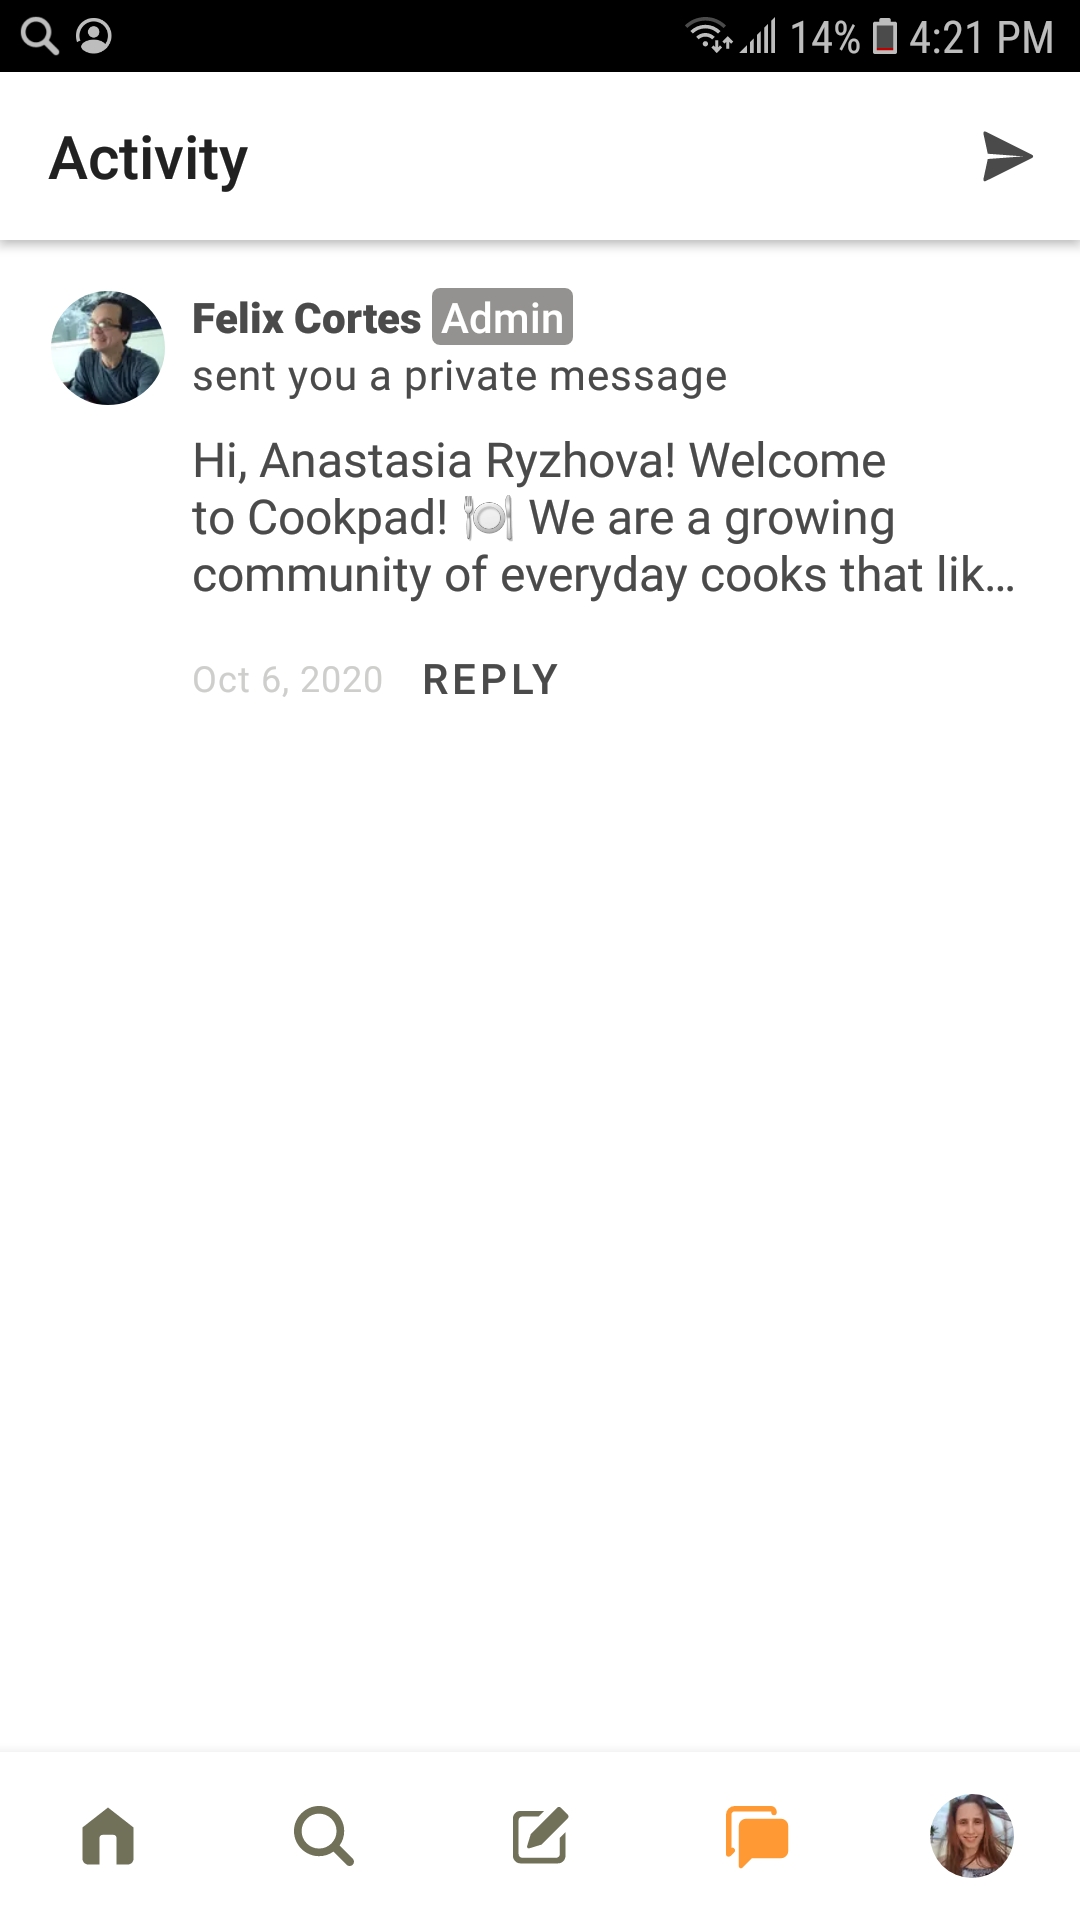 14% 4:21 PM
Activity
Felix Cortes Admin
sent you a private message
Hi, Anastasia Ryzhova! Welcome
to Cookpad! 🍽 We are a growing
community of everyday cooks that lik...
Oct 6, 2020 REPLY